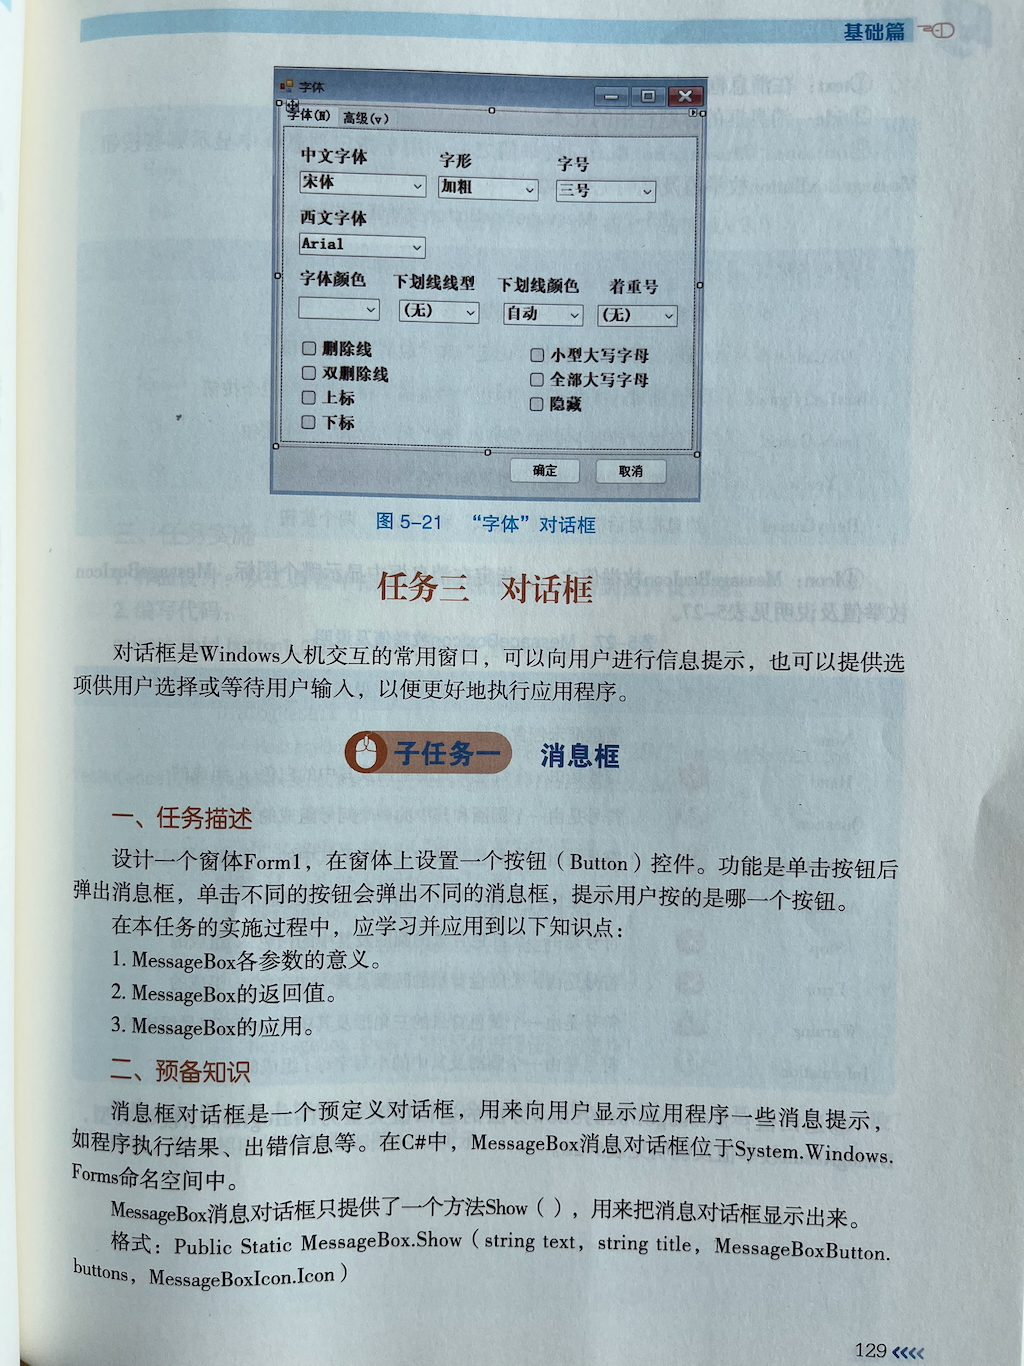 基础篇
字体
字体(N) 高级(v)
中文字体 字形 字号
宋体 加粗 三号
西文字体
Arial
字体颜色 下划线线型 下划线颜色 着重号
(无) 自动 (无)
删除线 小型大写字母
双删除线 全部大写字母
上标 隐藏
下标
确定 取消
图 5-21 “字体”对话框
任务三 对话框
对话框是Windows人机交互的常用窗口，可以向用户进行信息提示，也可以提供选
项供用户选择或等待用户输入，以便更好地执行应用程序。
子任务一 消息框
一、任务描述
设计一个窗体Form1，在窗体上设置一个按钮（Button）控件。功能是单击按钮后
弹出消息框，单击不同的按钮会弹出不同的消息框，提示用户按的是哪一个按钮。
在本任务的实施过程中，应学习并应用到以下知识点：
1. MessageBox各参数的意义。
2. MessageBox的返回值。
3. MessageBox的应用。
二、预备知识
消息框对话框是一个预定义对话框，用来向用户显示应用程序一些消息提示，
如程序执行结果、出错信息等。在C#中，MessageBox消息对话框位于System.Windows.
Forms命名空间中。
MessageBox消息对话框只提供了一个方法Show（），用来把消息对话框显示出来。
格式：Public Static MessageBox.Show（string text，string title，MessageBoxButton.
buttons，MessageBoxIcon.Icon）
129